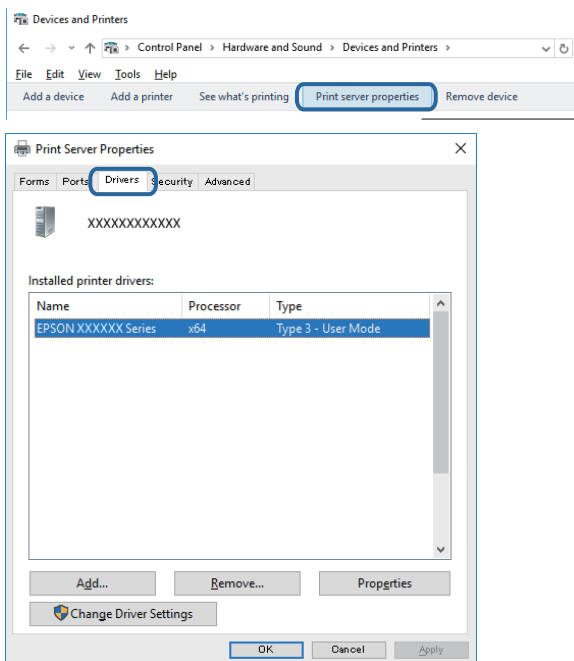 Devices and Printers
Control Panel > Hardware and Sound > Devices and Printers >
File Edit View Tools Help
Add a device Add a printer See what's printing Print server properties Remove device
Print Server Properties
Forms Ports Drivers Security Advanced
XXXXXXXXXXXX
Installed printer drivers:
Name Processor Type
EPSON XXXXXX Series x64 Type 3 - User Mode
Add... Remove... Properties
Change Driver Settings
OK Cancel Apply